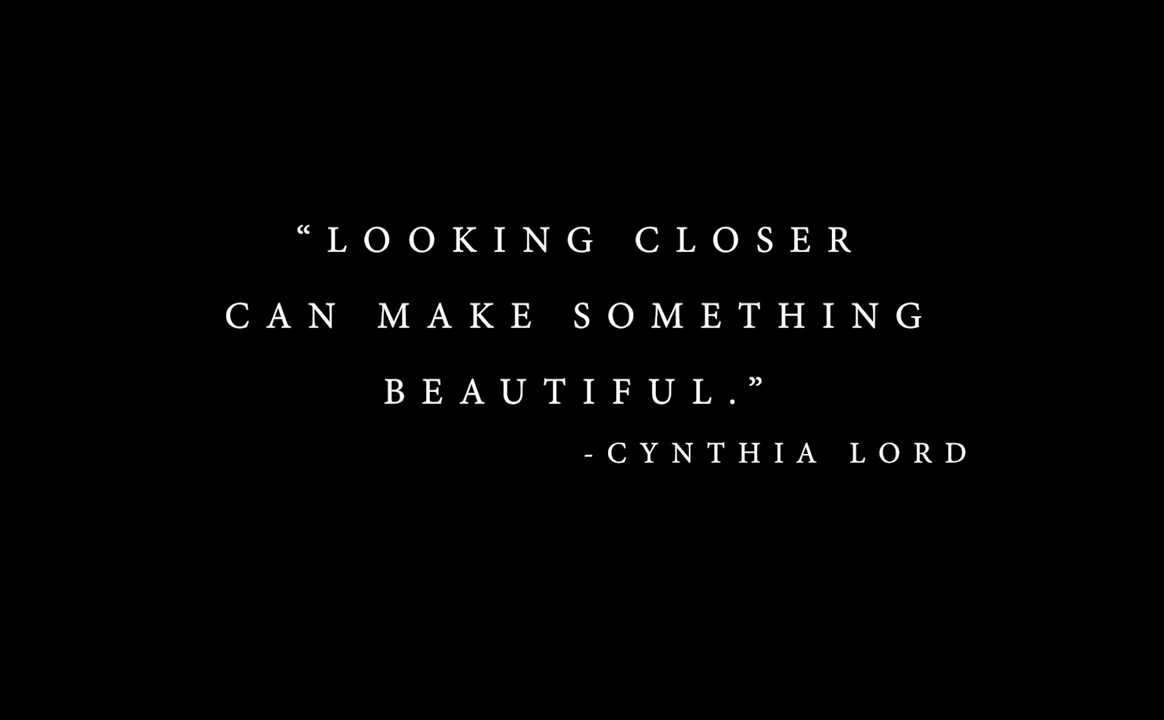 “LOOKING CLOSER
CAN MAKE SOMETHING
BEAUTIFUL.”
-CYNTHIA LORD